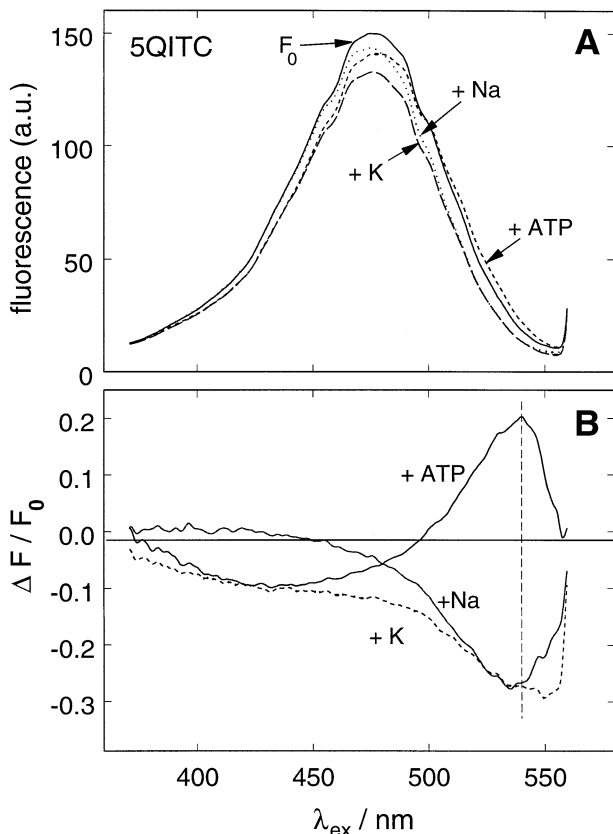 5QITC
A
F0
+ Na
+ K
+ ATP
fluorescence (a.u.)
150
100
50
0
B
+ ATP
+Na
+ K
Δ F / F0
0.2
0.1
0.0
-0.1
-0.2
-0.3
400 450 500 550
λex / nm